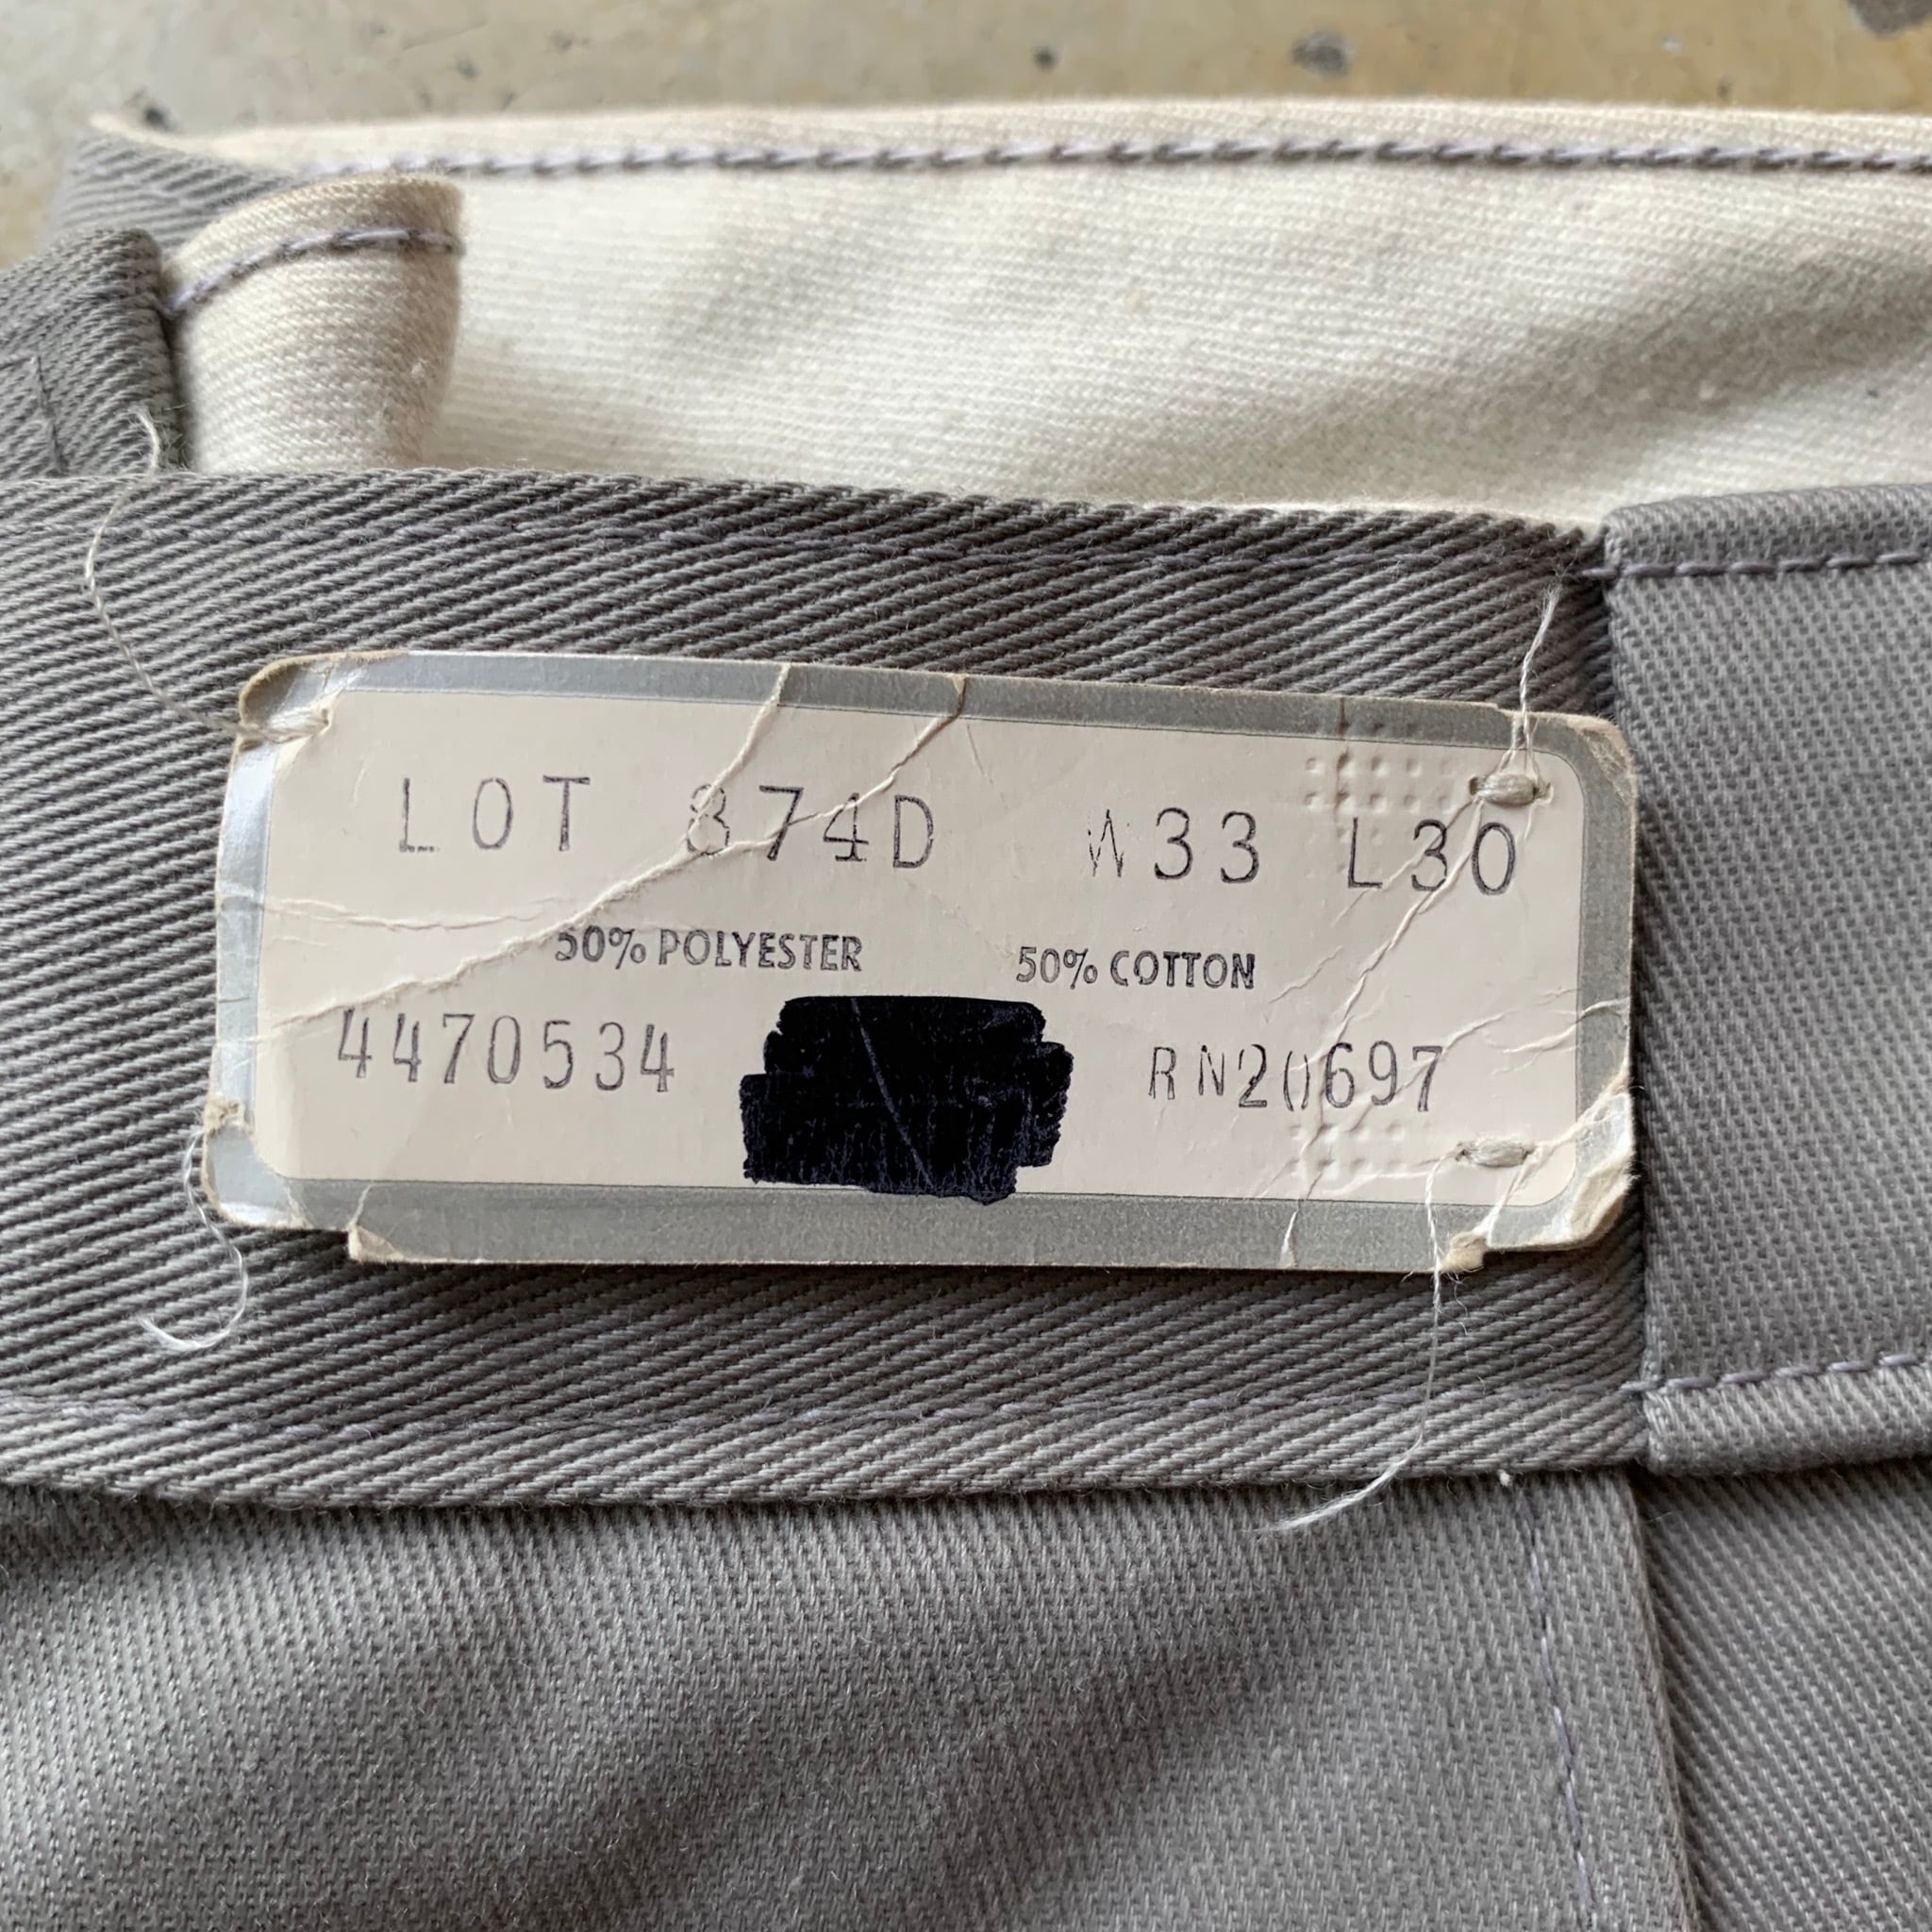 LOT 874D W33 L30
50% POLYESTER 50% COTTON
4470534 RN20697